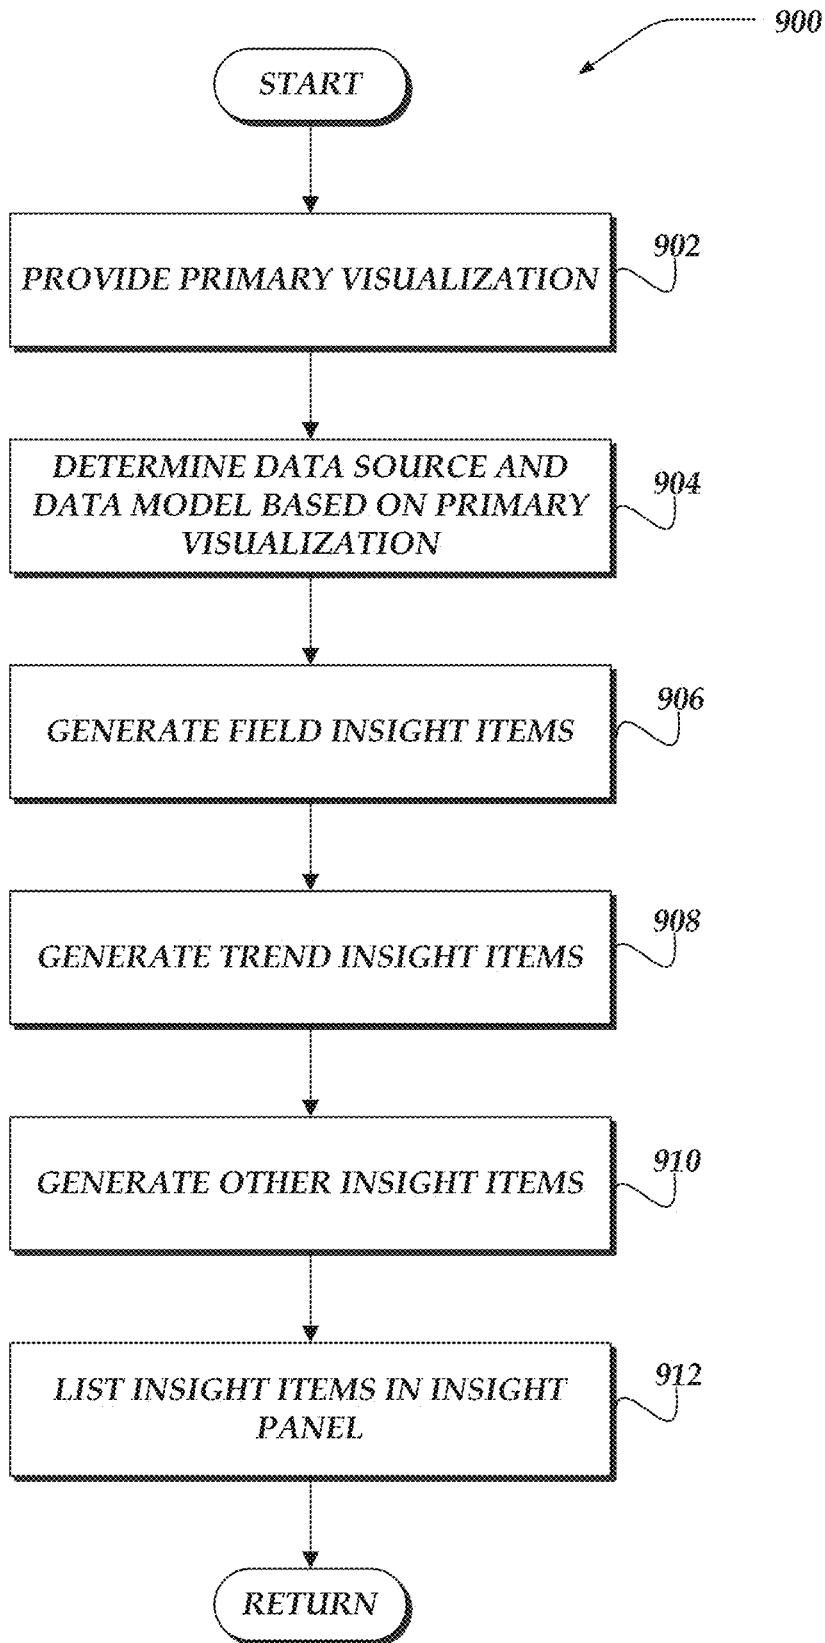 900
START
PROVIDE PRIMARY VISUALIZATION
902
DETERMINE DATA SOURCE AND
DATA MODEL BASED ON PRIMARY
VISUALIZATION
904
GENERATE FIELD INSIGHT ITEMS
906
GENERATE TREND INSIGHT ITEMS
908
GENERATE OTHER INSIGHT ITEMS
910
LIST INSIGHT ITEMS IN INSIGHT
PANEL
912
RETURN